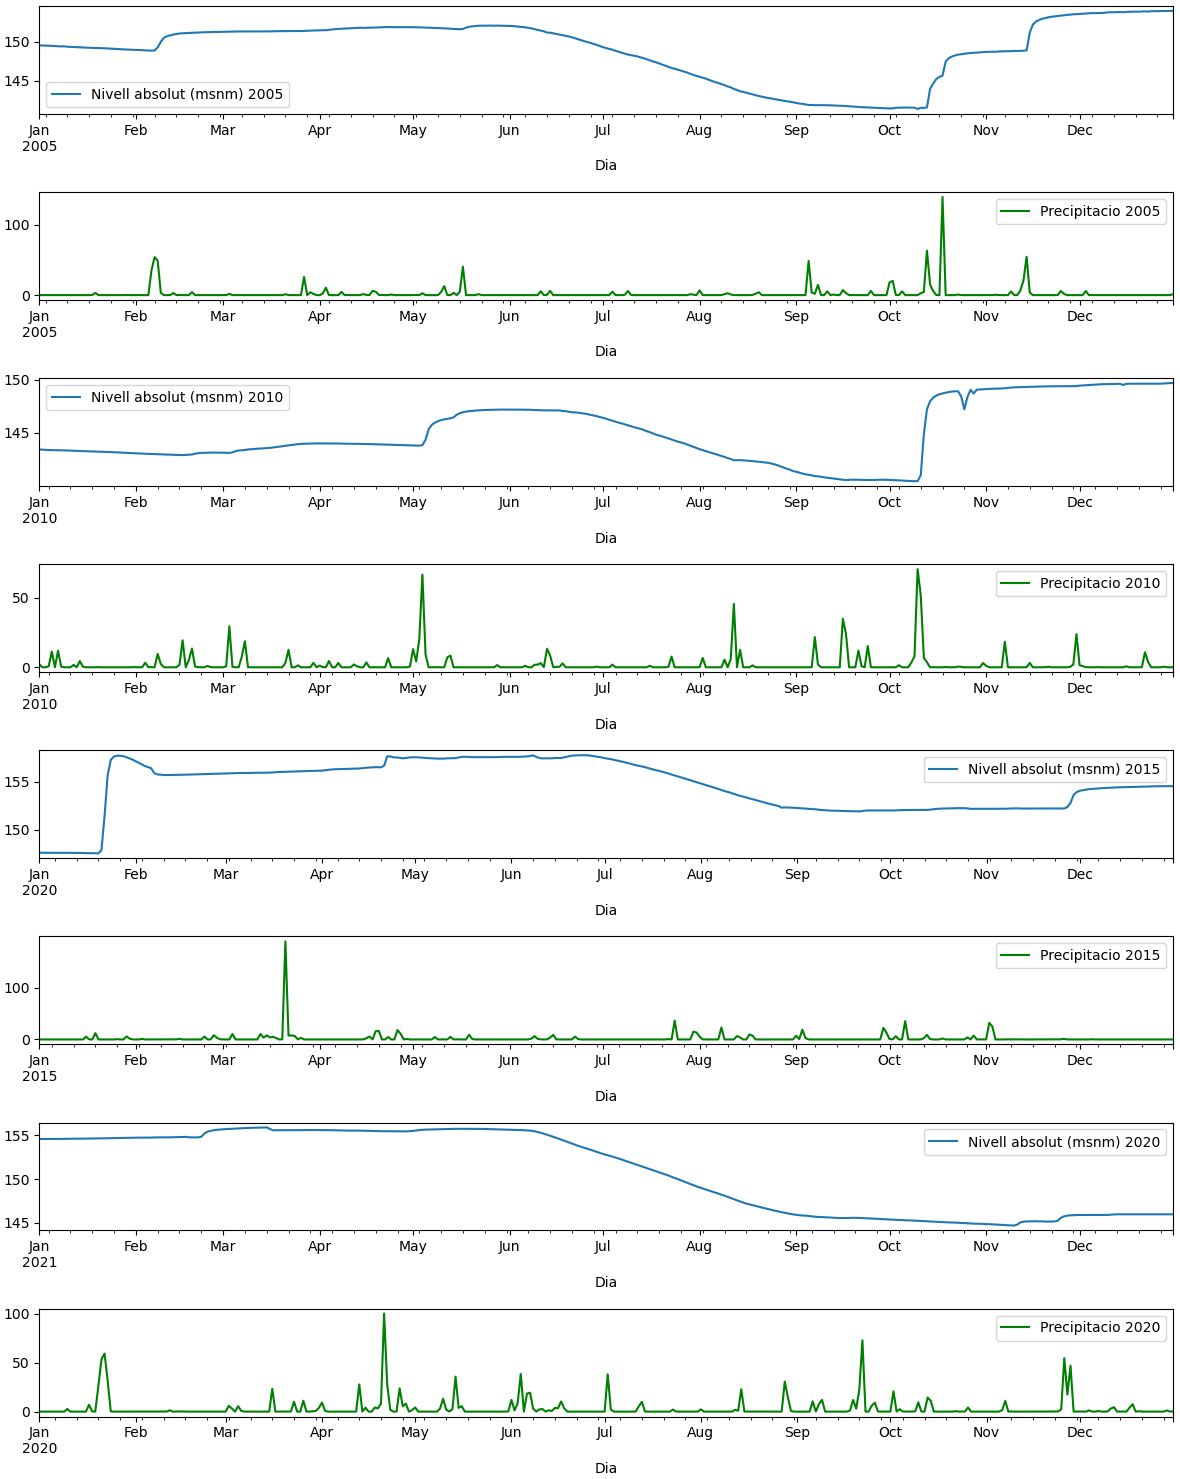 150
145
Nivell absolut (msnm) 2005
Jan Feb Mar Apr May Jun Jul Aug Sep Oct Nov Dec
2005
Dia
100
0
Precipitacio 2005
Jan Feb Mar Apr May Jun Jul Aug Sep Oct Nov Dec
2005
Dia
150
145
Nivell absolut (msnm) 2010
Jan Feb Mar Apr May Jun Jul Aug Sep Oct Nov Dec
2010
Dia
50
0
Precipitacio 2010
Jan Feb Mar Apr May Jun Jul Aug Sep Oct Nov Dec
2010
Dia
155
150
Nivell absolut (msnm) 2015
Jan Feb Mar Apr May Jun Jul Aug Sep Oct Nov Dec
2020
Dia
100
0
Precipitacio 2015
Jan Feb Mar Apr May Jun Jul Aug Sep Oct Nov Dec
2015
Dia
155
150
145
Nivell absolut (msnm) 2020
Jan Feb Mar Apr May Jun Jul Aug Sep Oct Nov Dec
2021
Dia
100
50
0
Precipitacio 2020
Jan Feb Mar Apr May Jun Jul Aug Sep Oct Nov Dec
2020
Dia